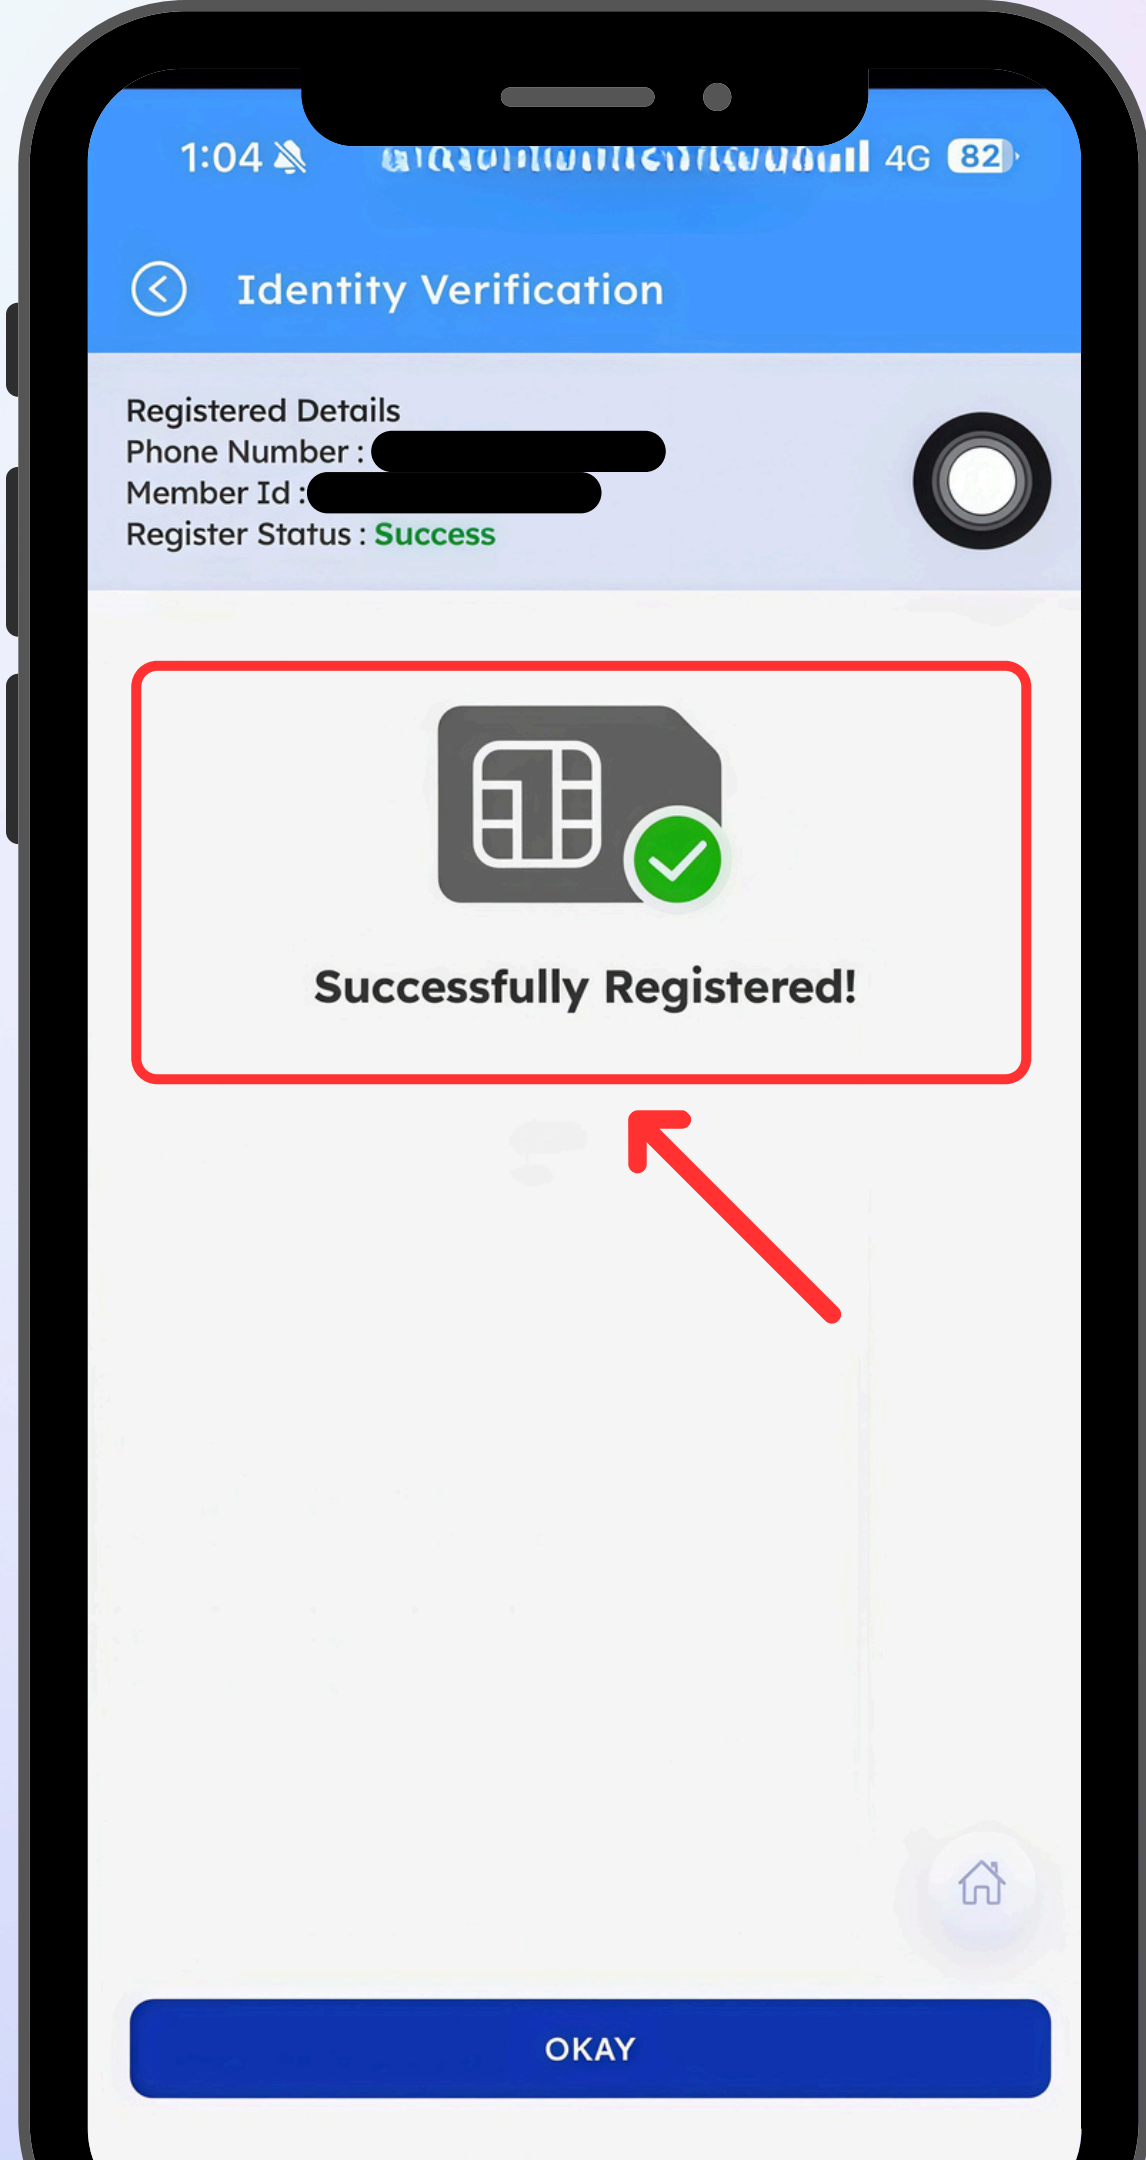 1:04
4G 82
Identity Verification
Registered Details
Phone Number :
Member Id :
Register Status : Success
Successfully Registered!
OKAY